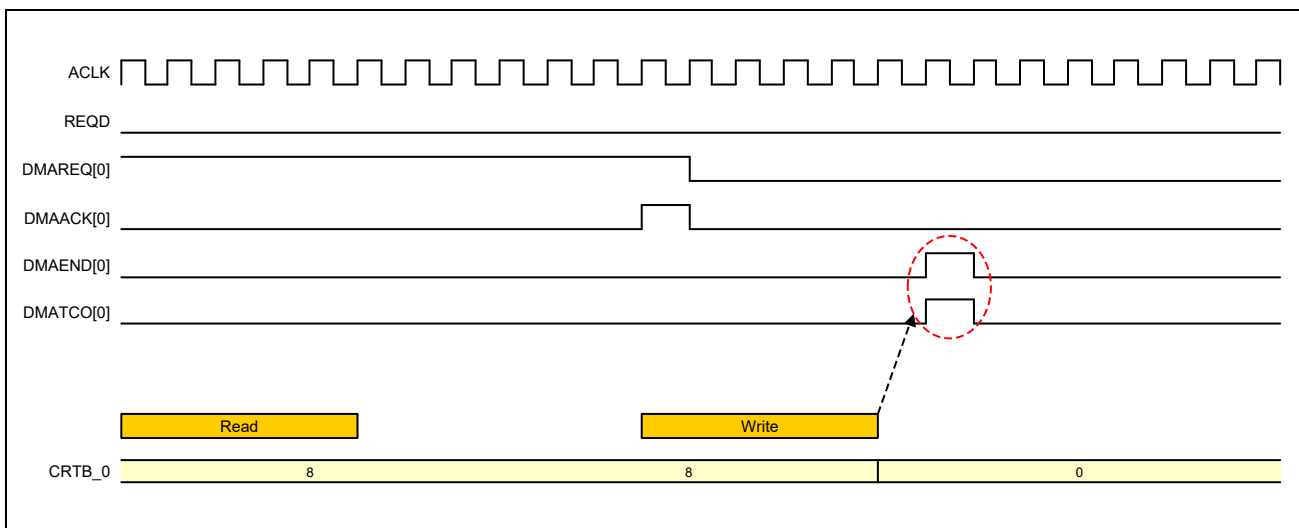 ACLK
REQD
DMAREQ[0]
DMAACK[0]
DMAEND[0]
DMATCO[0]
Read Write
CRTB_0 8 8 0